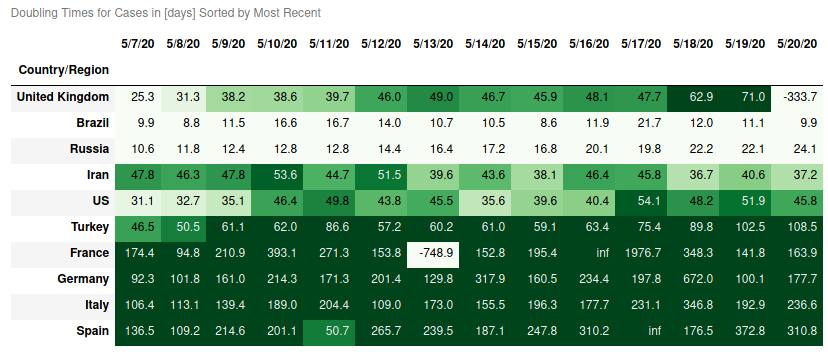 Doubling Times for Cases in [days] Sorted by Most Recent
5/7/20 5/8/20 5/9/20 5/10/20 5/11/20 5/12/20 5/13/20 5/14/20 5/15/20 5/16/20 5/17/20 5/18/20 5/19/20 5/20/20
Country/Region
United Kingdom 25.3 31.3 38.2 38.6 39.7 46.0 49.0 46.7 45.9 48.1 47.7 62.9 71.0 -333.7
Brazil 9.9 8.8 11.5 16.6 16.7 14.0 10.7 10.5 8.6 11.9 21.7 12.0 11.1 9.9
Russia 10.6 11.8 12.4 12.8 12.8 14.4 16.4 17.2 16.8 20.1 19.8 22.2 22.1 24.1
Iran 47.8 46.3 47.8 53.6 44.7 51.5 39.6 43.6 38.1 46.4 45.8 36.7 40.6 37.2
US 31.1 32.7 35.1 46.4 49.8 43.8 45.5 35.6 39.6 40.4 54.1 48.2 51.9 45.8
Turkey 46.5 50.5 61.1 62.0 86.6 57.2 60.2 61.0 59.1 63.4 75.4 89.8 102.5 108.5
France 174.4 94.8 210.9 393.1 271.3 153.8 -748.9 152.8 195.4 inf 1976.7 348.3 141.8 163.9
Germany 92.3 101.8 161.0 214.3 171.3 201.4 129.8 317.9 160.5 234.4 197.8 672.0 100.1 177.7
Italy 106.4 113.1 139.4 189.0 204.4 109.0 173.0 155.5 196.3 177.7 231.1 346.8 192.9 236.6
Spain 136.5 109.2 214.6 201.1 50.7 265.7 239.5 187.1 247.8 310.2 inf 176.5 372.8 310.8